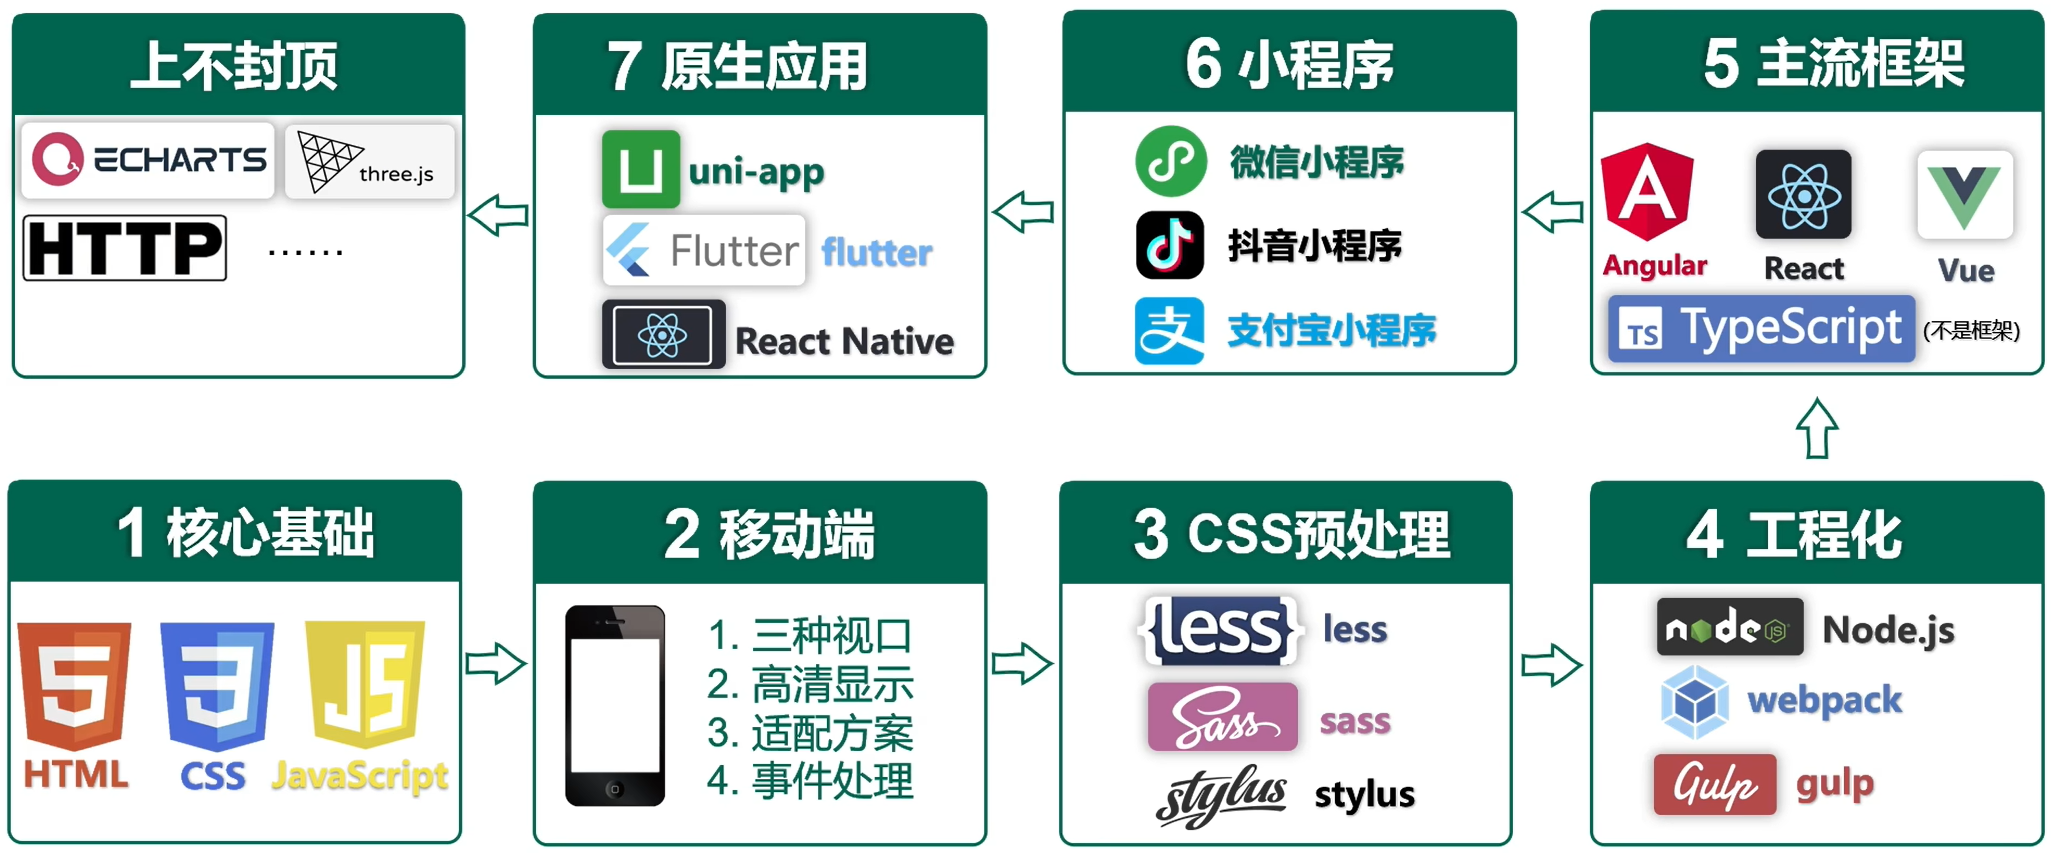 上不封顶
ECHARTS
three.js
HTTP
······
7 原生应用
uni-app
Flutter flutter
React Native
6 小程序
微信小程序
抖音小程序
支 支付宝小程序
5 主流框架
Angular
React
Vue
TS TypeScript (不是框架)
1 核心基础
5 3 JS
HTML
CSS
JavaScript
2 移动端
1. 三种视口
2. 高清显示
3. 适配方案
4. 事件处理
3 CSS预处理
{less} less
Sass sass
stylus stylus
4 工程化
node JS Node.js
webpack
Gulp gulp